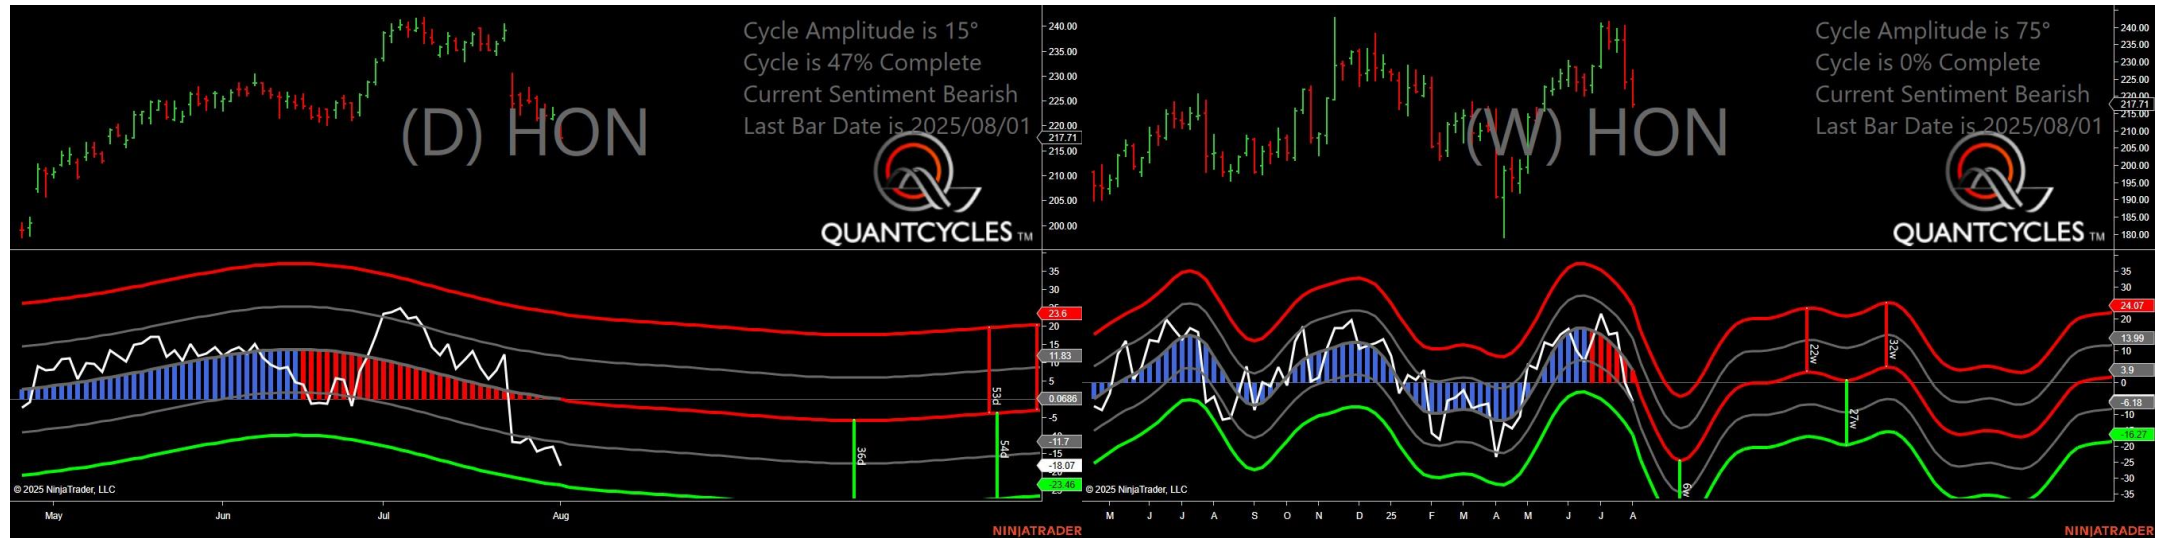 Cycle Amplitude is 15°
Cycle is 47% Complete
Current Sentiment Bearish
Last Bar Date is 2025/08/01
(D) HON
QUANTCYCLES TM
240.00
235.00
230.00
225.00
220.00
217.71
215.00
210.00
205.00
200.00
35
30
23.6
20
15
11.83
10
5
0.0686
-5
-11.7
-15
-18.07
-23.46
53d
36d
54d
© 2025 NinjaTrader, LLC
May Jun Jul Aug
NINJATRADER
Cycle Amplitude is 75°
Cycle is 0% Complete
Current Sentiment Bearish
Last Bar Date is 2025/08/01
(W) HON
QUANTCYCLES TM
240.00
235.00
230.00
225.00
220.00
217.71
215.00
210.00
205.00
200.00
195.00
190.00
185.00
180.00
35
30
24.07
20
13.99
10
3.9
0
-6.18
-10
-16.27
-20
-25
-30
-35
22w
32w
27w
6w
© 2025 NinjaTrader, LLC
M J J A S O N D 25 F M A M J J A
NINJATRADER